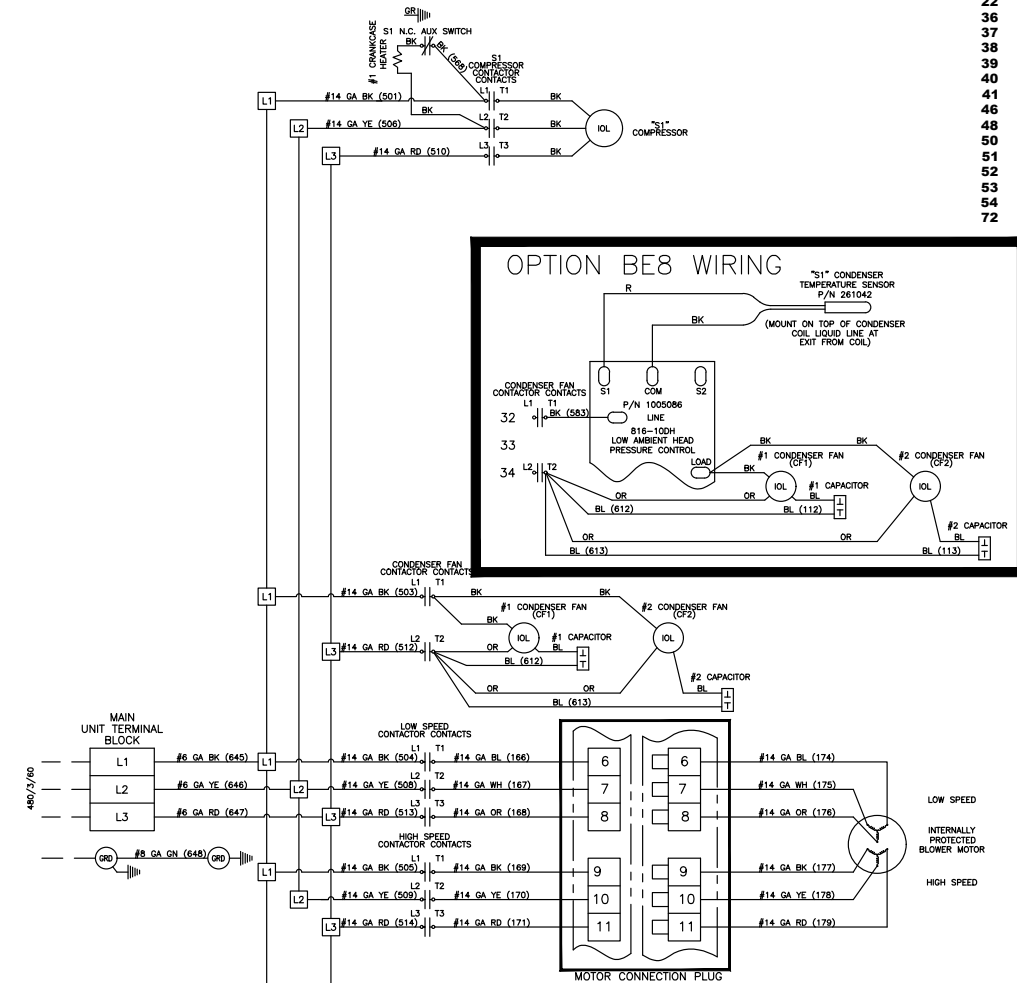 22
36
37
38
39
40
41
46
48
50
51
52
53
54
72
GR
S1 N.C. AUX SWITCH
BK
BK (568)
#1 CRANKCASE
HEATER
S1
COMPRESSOR
CONTACTOR
CONTACTS
L1 T1
L1
#14 GA BK (501)
BK
BK
L2 T2
L2
#14 GA YE (506)
BK
IOL
"S1"
COMPRESSOR
L3 T3
L3
#14 GA RD (510)
BK
OPTION BE8 WIRING
"S1" CONDENSER
TEMPERATURE SENSOR
P/N 261042
R
BK
(MOUNT ON TOP OF CONDENSER
COIL LIQUID LINE AT
EXIT FROM COIL)
S1
COM
S2
CONDENSER FAN
CONTACTOR CONTACTS
L1 T1
32
BK (583)
P/N 1005086
LINE
33
816-10DH
LOW AMBIENT HEAD
PRESSURE CONTROL
34
L2 T2
LOAD
BK
BK
BK
#1 CONDENSER FAN
(CF1)
#2 CONDENSER FAN
(CF2)
IOL
IOL
#1 CAPACITOR
BL
OR
OR
BL (612)
BL (112)
#2 CAPACITOR
BL
OR
OR
BL (613)
BL (113)
CONDENSER FAN
CONTACTOR CONTACTS
L1 T1
L1
#14 GA BK (503)
BK
BK
BK
#1 CONDENSER FAN
(CF1)
#2 CONDENSER FAN
(CF2)
IOL
IOL
L2 T2
L3
#14 GA RD (512)
OR
#1 CAPACITOR
BL
BL (612)
#2 CAPACITOR
BL
OR
OR
BL (613)
MAIN
UNIT TERMINAL
BLOCK
480/3/60
LOW SPEED
CONTACTOR CONTACTS
L1
#6 GA BK (645)
L1
#14 GA BK (504)
L1 T1
#14 GA BL (166)
6
6
#14 GA BL (174)
L2
#6 GA YE (646)
L2
#14 GA YE (508)
L2 T2
#14 GA WH (167)
7
7
#14 GA WH (175)
L3
#6 GA RD (647)
L3
#14 GA RD (513)
L3 T3
#14 GA OR (168)
8
8
#14 GA OR (176)
LOW SPEED
INTERNALLY
PROTECTED
BLOWER MOTOR
HIGH SPEED
GRD
#8 GA GN (648)
GRD
HIGH SPEED
CONTACTOR CONTACTS
L1
#14 GA BK (505)
L1 T1
#14 GA BK (169)
9
9
#14 GA BK (177)
L2
#14 GA YE (509)
L2 T2
#14 GA YE (170)
10
10
#14 GA YE (178)
L3
#14 GA RD (514)
L3 T3
#14 GA RD (171)
11
11
#14 GA RD (179)
MOTOR CONNECTION PLUG